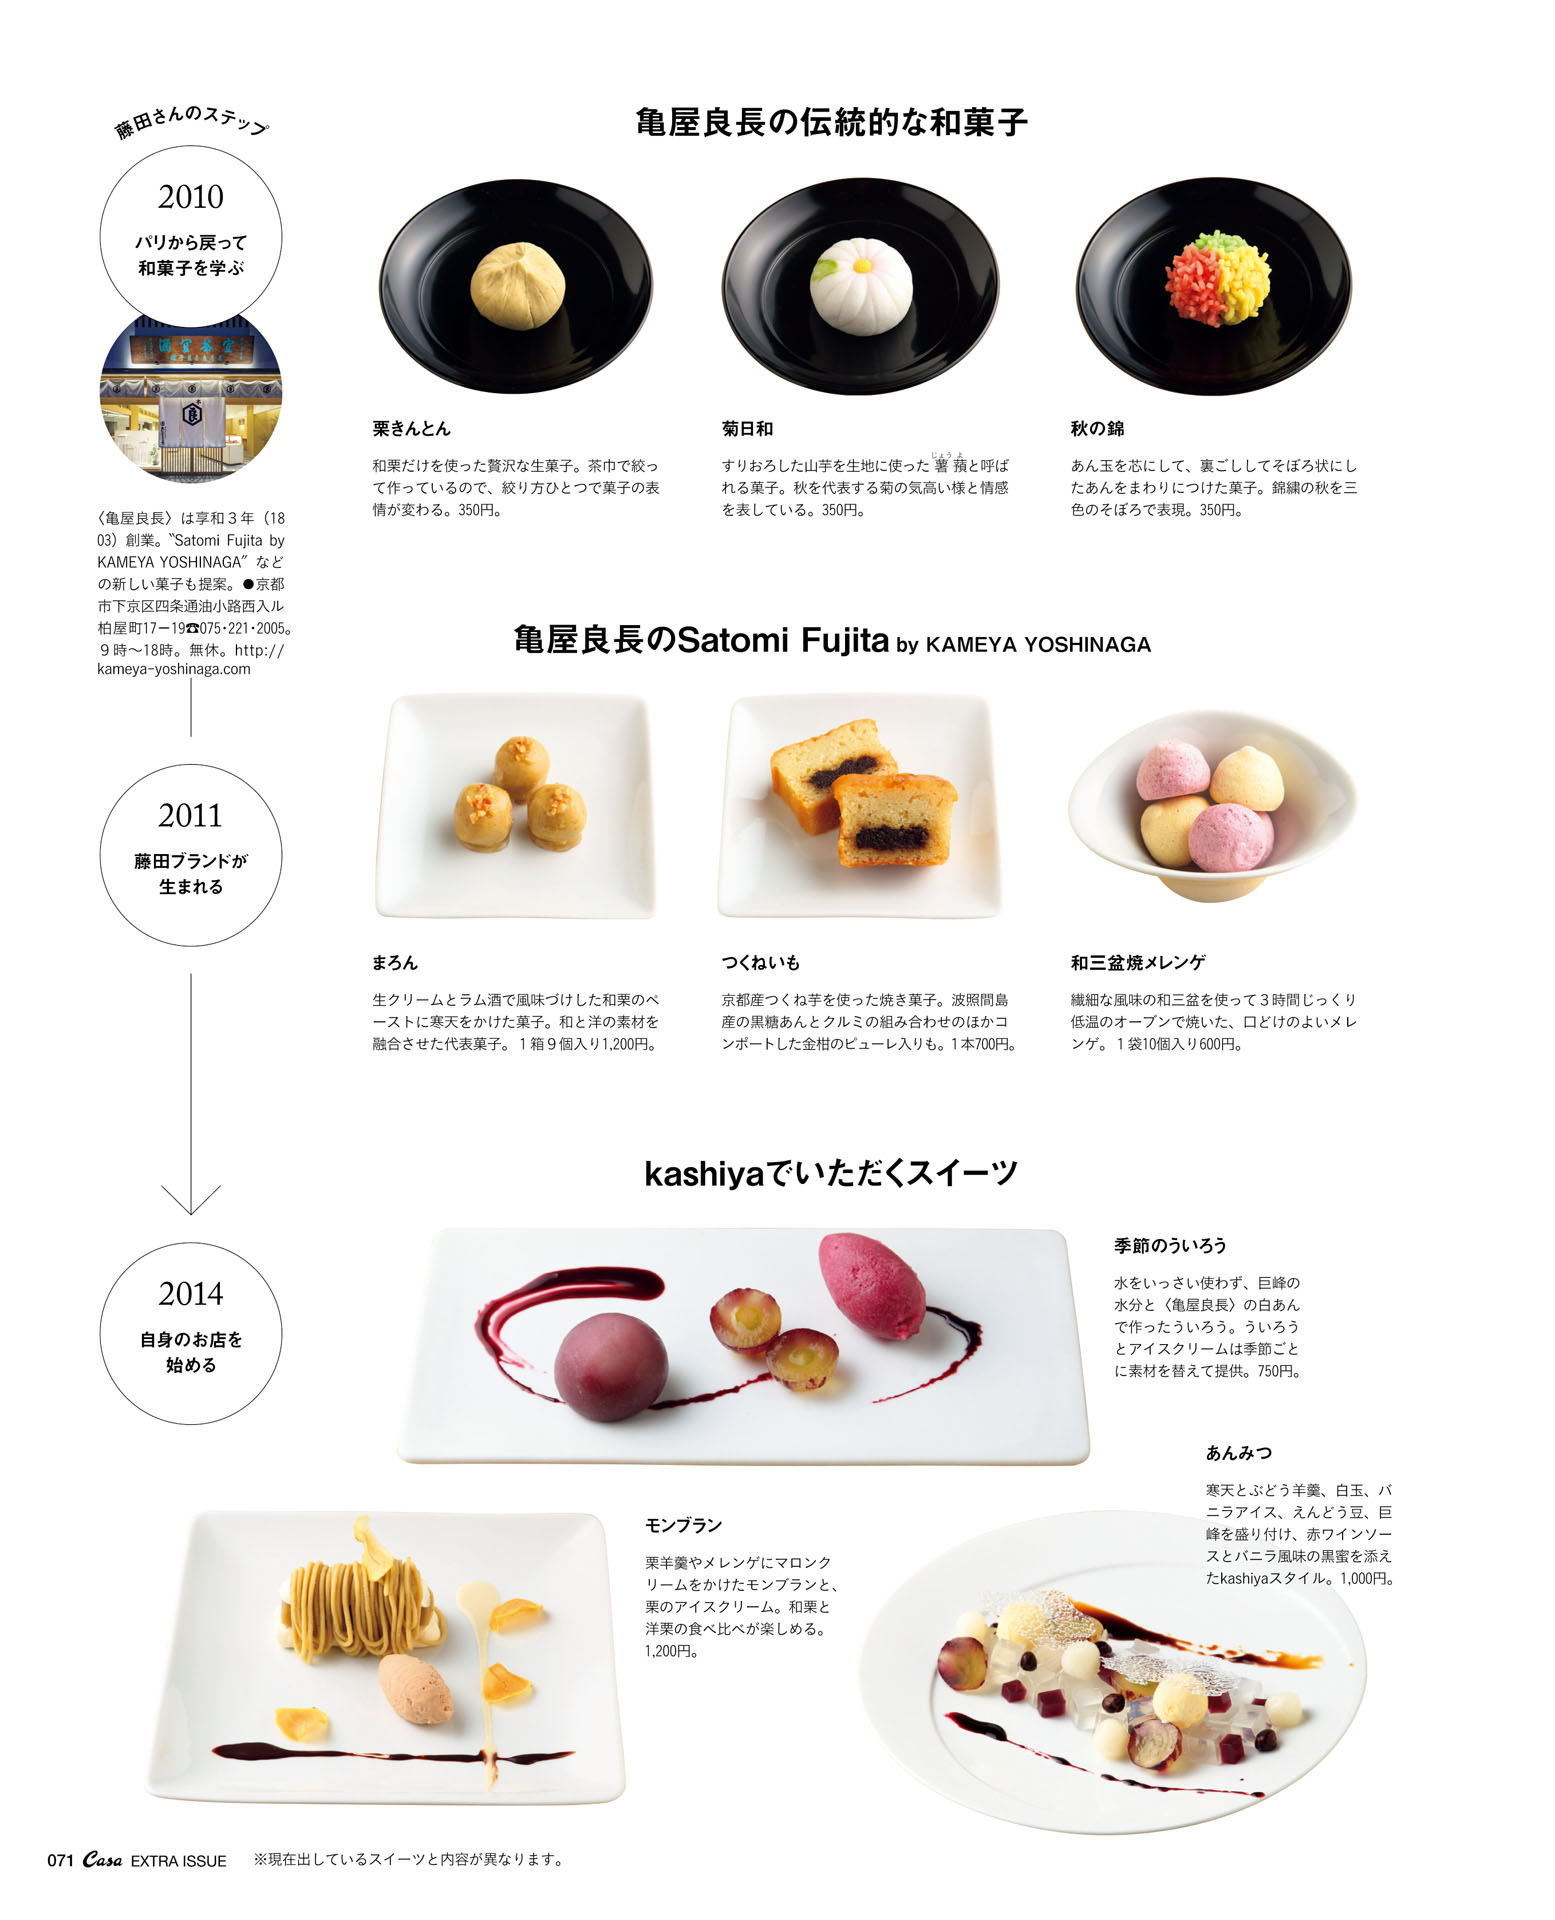 藤田さんのステップ
2010
パリから戻って
和菓子を学ぶ
〈亀屋良長〉は享和3年（18
03）創業。〝Satomi Fujita by
KAMEYA YOSHINAGA〟など
の新しい菓子も提案。●京都
市下京区四条通油小路西入ル
柏屋町17−19☎075・221・2005。
9時〜18時。無休。http://
kameya-yoshinaga.com
2011
藤田ブランドが
生まれる
2014
自身のお店を
始める
亀屋良長の伝統的な和菓子
栗きんとん
和栗だけを使った贅沢な生菓子。茶巾で絞っ
て作っているので、絞り方ひとつで菓子の表
情が変わる。350円。
菊日和
じょうよ
すりおろした山芋を生地に使った薯蕷と呼ば
れる菓子。秋を代表する菊の気高い様と情感
を表している。350円。
秋の錦
あん玉を芯にして、裏ごししてそぼろ状にし
たあんをまわりにつけた菓子。錦繍の秋を三
色のそぼろで表現。350円。
亀屋良長のSatomi Fujita by KAMEYA YOSHINAGA
まろん
生クリームとラム酒で風味づけした和栗のペ
ーストに寒天をかけた菓子。和と洋の素材を
融合させた代表菓子。1箱9個入り1,200円。
つくねいも
京都産つくね芋を使った焼き菓子。波照間島
産の黒糖あんとクルミの組み合わせのほかコ
ンポートした金柑のピューレ入りも。1本700円。
和三盆焼メレンゲ
繊細な風味の和三盆を使って3時間じっくり
低温のオーブンで焼いた、口どけのよいメレ
ンゲ。1袋10個入り600円。
kashiyaでいただくスイーツ
季節のういろう
水をいっさい使わず、巨峰の
水分と〈亀屋良長〉の白あん
で作ったういろう。ういろう
とアイスクリームは季節ごと
に素材を替えて提供。750円。
モンブラン
栗羊羹やメレンゲにマロンク
リームをかけたモンブランと、
栗のアイスクリーム。和栗と
洋栗の食べ比べが楽しめる。
1,200円。
あんみつ
寒天とぶどう羊羹、白玉、バ
ニラアイス、えんどう豆、巨
峰を盛り付け、赤ワインソー
スとバニラ風味の黒蜜を添え
たkashiyaスタイル。1,000円。
071 Casa EXTRA ISSUE ※現在出しているスイーツと内容が異なります。